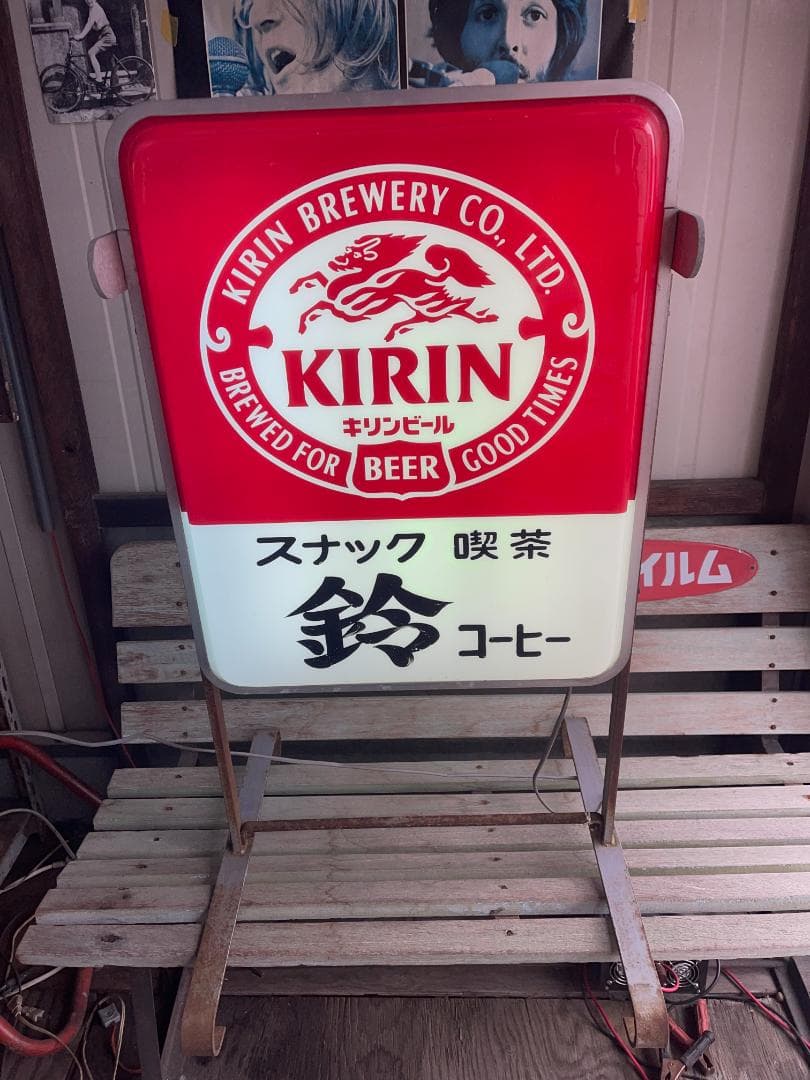 KIRIN BREWERY CO., LTD.
KIRIN
キリンビール
BREWED FOR GOOD TIMES
BEER
スナック 喫茶
鈴 コーヒー
イルム